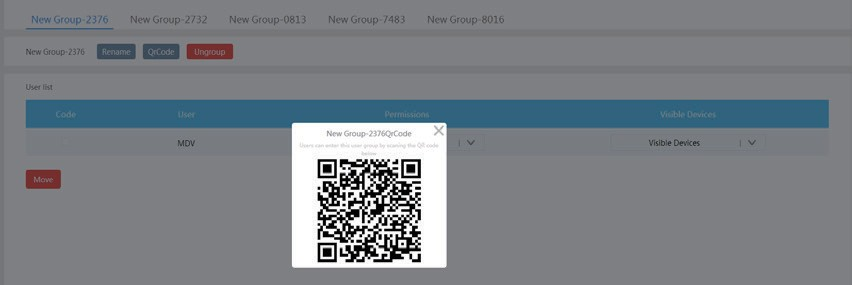 New Group-2376 New Group-2732 New Group-0813 New Group-7483 New Group-8016
New Group-2376 Rename QrCode Ungroup
User list
Code User Permissions Visible Devices
New Group-2376QrCode
Users can enter this user group by scanning the QR code
below
MDV Visible Devices
Move